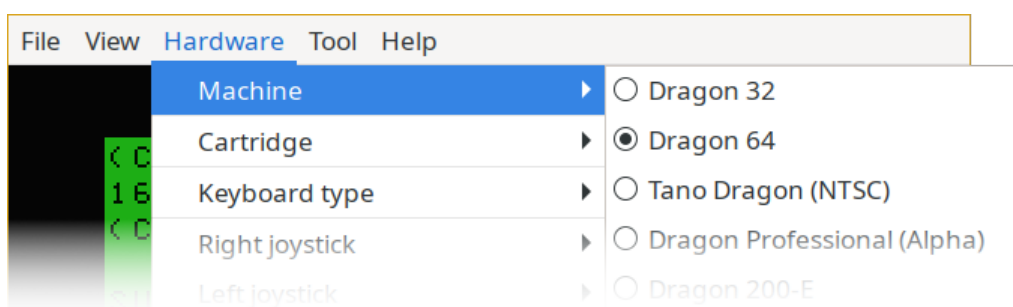 File View Hardware Tool Help
Machine
Cartridge
Keyboard type
Right joystick
Left joystick
Dragon 32
Dragon 64
Tano Dragon (NTSC)
Dragon Professional (Alpha)
Dragon 200-E
(C
16
(C